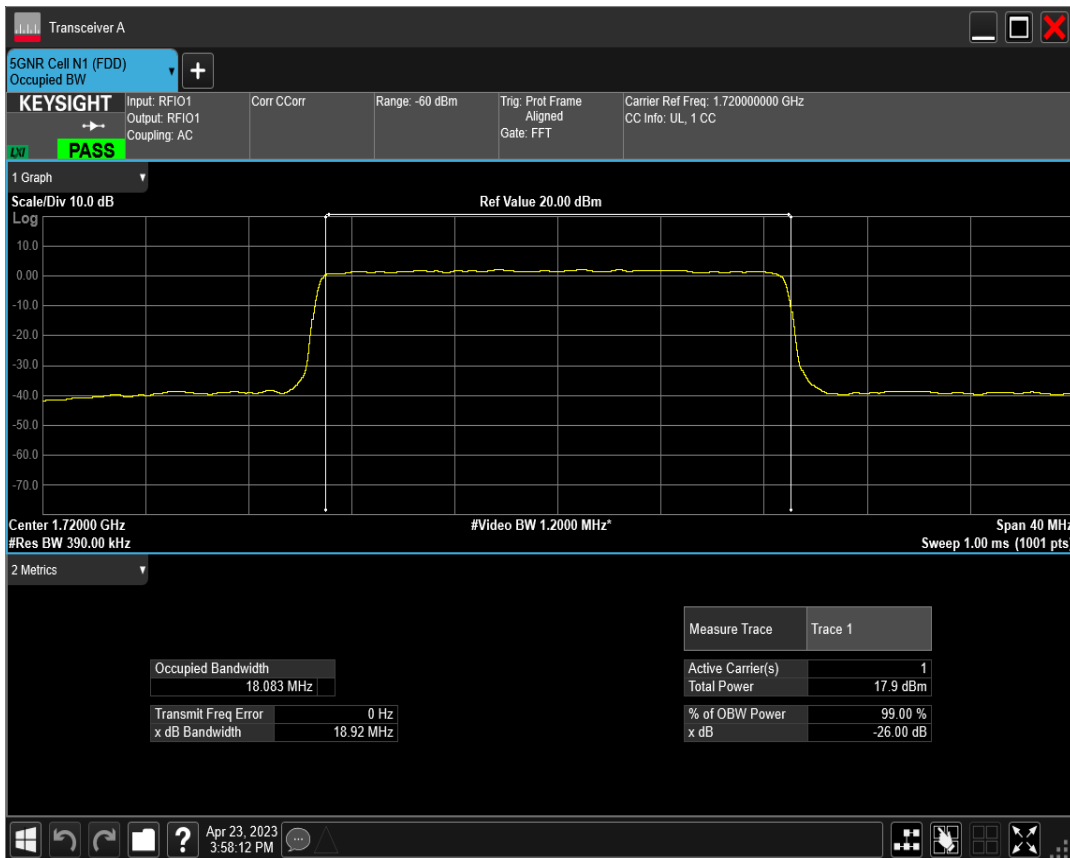 Transceiver A
5GNR Cell N1 (FDD)
Occupied BW
+
KEYSIGHT
LXI
PASS
Input: RFIO1
Output: RFIO1
Coupling: AC
Corr CCorr
Range: -60 dBm
Trig: Prot Frame
Aligned
Gate: FFT
Carrier Ref Freq: 1.720000000 GHz
CC Info: UL, 1 CC
1 Graph
Scale/Div 10.0 dB
Ref Value 20.00 dBm
Log
10.0
0.00
-10.0
-20.0
-30.0
-40.0
-50.0
-60.0
-70.0
Center 1.72000 GHz
#Video BW 1.2000 MHz*
Span 40 MHz
#Res BW 390.00 kHz
Sweep 1.00 ms (1001 pts)
2 Metrics
Measure Trace Trace 1
Occupied Bandwidth
18.083 MHz
Active Carrier(s) 1
Total Power 17.9 dBm
Transmit Freq Error 0 Hz
x dB Bandwidth 18.92 MHz
% of OBW Power 99.00 %
x dB -26.00 dB
?
Apr 23, 2023
3:58:12 PM